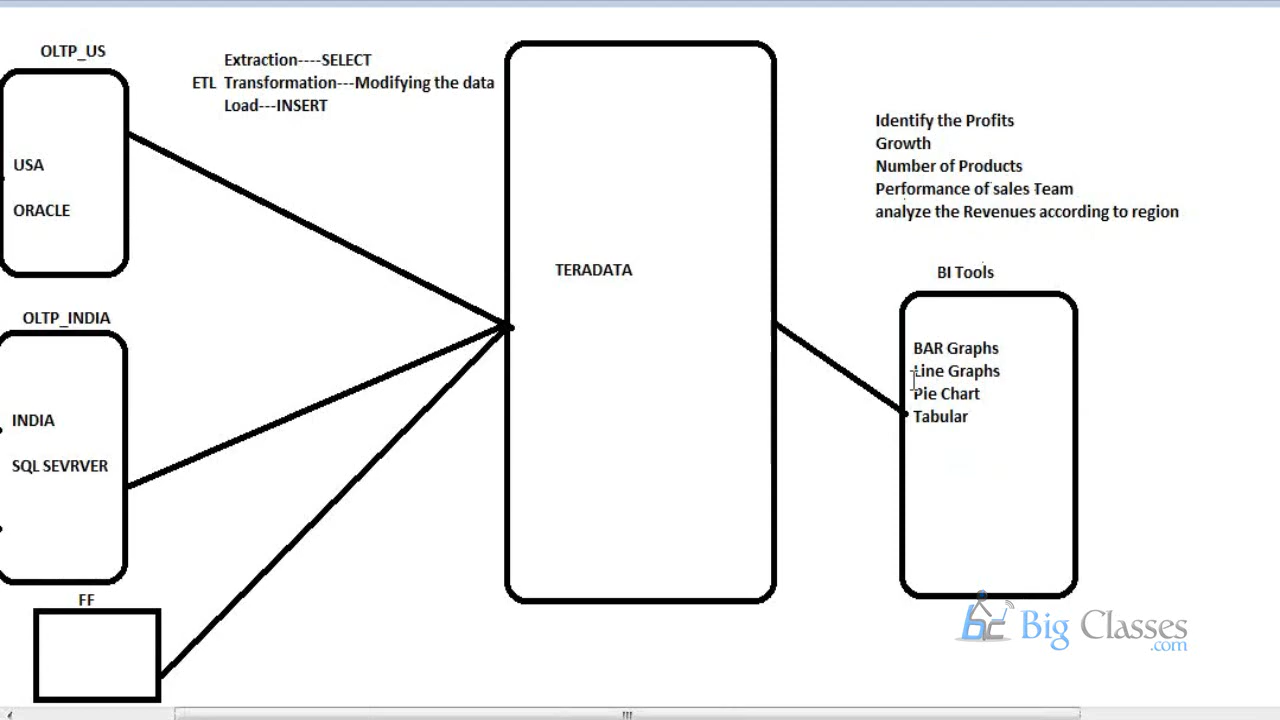 OLTP_US
Extraction----SELECT
ETL Transformation---Modifying the data
Load---INSERT
USA
ORACLE
OLTP_INDIA
INDIA
SQL SEVRVER
FF
TERADATA
Identify the Profits
Growth
Number of Products
Performance of sales Team
analyze the Revenues according to region
BI Tools
BAR Graphs
Line Graphs
Pie Chart
Tabular
bc Big Classes
.com